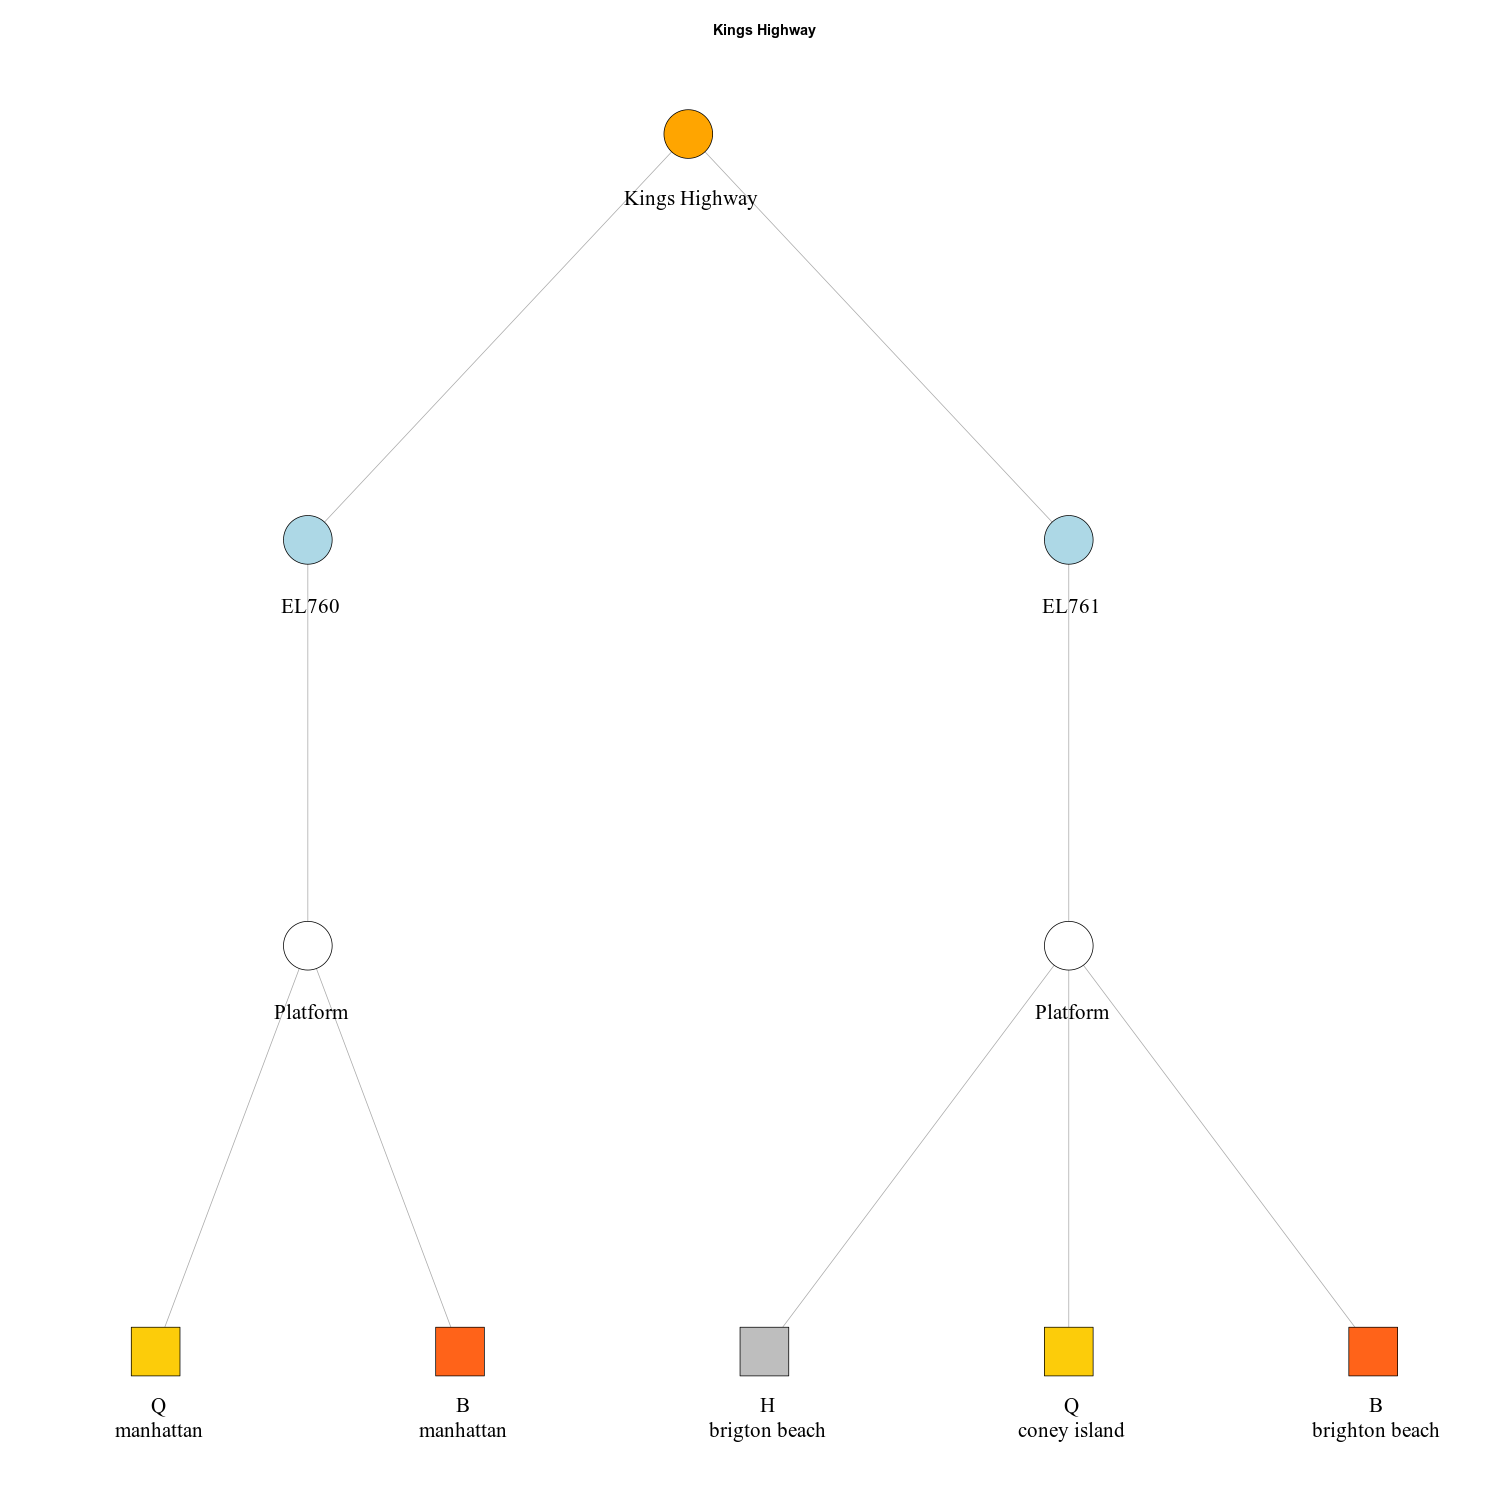 Kings Highway
Kings Highway
EL760
EL761
Platform
Platform
Q
manhattan
B
manhattan
H
brigton beach
Q
coney island
B
brighton beach